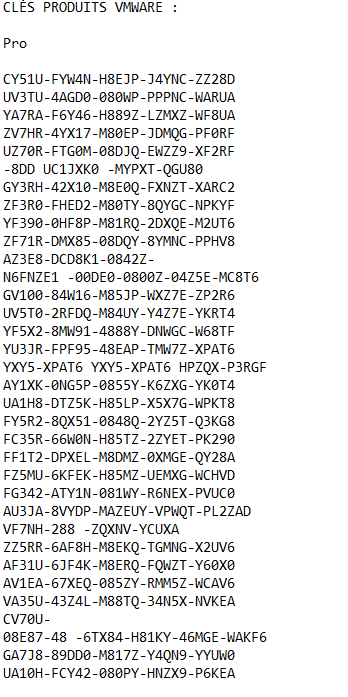 CLÉS PRODUITS VMWARE :
Pro
CY51U-FYW4N-H8EJP-J4YNC-ZZ28D
UV3TU-4AGD0-080WP-PPPNC-WARUA
YA7RA-F6Y46-H889Z-LZMXZ-WF8UA
ZV7HR-4YX17-M80EP-JDMQG-PF0RF
UZ70R-FTG0M-08DJQ-EWZZ9-XF2RF
-8DD UC1JXK0 -MYPXT-QGU80
GY3RH-42X10-M8E0Q-FXNZT-XARC2
ZF3R0-FHED2-M80TY-8QYGC-NPKYF
YF390-0HF8P-M81RQ-2DXQE-M2UT6
ZF71R-DMX85-08DQY-8YMNC-PPHV8
AZ3E8-DCD8K1-0842Z-
N6FNZE1 -00DE0-0800Z-04Z5E-MC8T6
GV100-84W16-M85JP-WXZ7E-ZP2R6
UV5T0-2RFDQ-M84UY-Y4Z7E-YKRT4
YF5X2-8MW91-4888Y-DNWGC-W68TF
YU3JR-FPF95-48EAP-TMW7Z-XPAT6
YXY5-XPAT6 YXY5-XPAT6 HPZQX-P3RGF
AY1XK-0NG5P-0855Y-K6ZXG-YK0T4
UA1H8-DTZ5K-H85LP-X5X7G-WPKT8
FY5R2-8QX51-0848Q-2YZ5T-Q3KG8
FC35R-66W0N-H85TZ-2ZYET-PK290
FF1T2-DPXEL-M8DMZ-0XMGE-QY28A
FZ5MU-6KFEK-H85MZ-UEMXG-WCHVD
FG342-ATY1N-081WY-R6NEX-PVUC0
AU3JA-8VYDP-MAZEUY-VPWQT-PL2ZAD
VF7NH-288 -ZQXNV-YCUXA
ZZ5RR-6AF8H-M8EKQ-TGMNG-X2UV6
AF31U-6JF4K-M8ERQ-FQWZT-Y60X0
AV1EA-67XEQ-085ZY-RMM5Z-WCAV6
VA35U-43Z4L-M88TQ-34N5X-NVKEA
CV70U-
08E87-48 -6TX84-H81KY-46MGE-WAKF6
GA7J8-89DD0-M817Z-Y4QN9-YYUW0
UA10H-FCY42-080PY-HNZX9-P6KEA